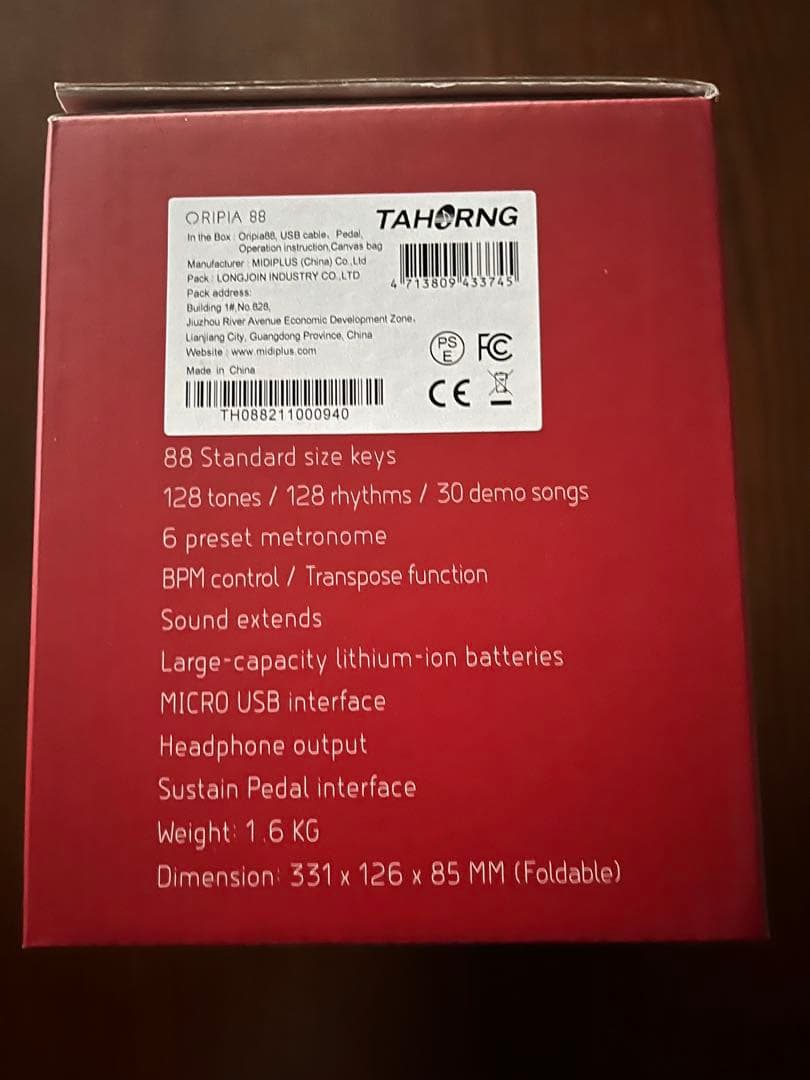 ORIPIA 88
TAHORNG
In the Box : Oripia88, USB cable、Pedal,
Operation instruction,Canvas bag
Manufacturer : MIDIPLUS (China) Co.,Ltd
Pack : LONGJOIN INDUSTRY CO.,LTD
4 713809 433745
Pack address:
Building 1#,No.828,
Jiuzhou River Avenue Economic Development Zone,
Lianjiang City, Guangdong Province, China
Website : www.midiplus.com
PS
E
FC
Made in China
CE
TH088211000940
88 Standard size keys
128 tones / 128 rhythms / 30 demo songs
6 preset metronome
BPM control / Transpose function
Sound extends
Large-capacity lithium-ion batteries
MICRO USB interface
Headphone output
Sustain Pedal interface
Weight: 1.6 KG
Dimension: 331 x 126 x 85 MM (Foldable)